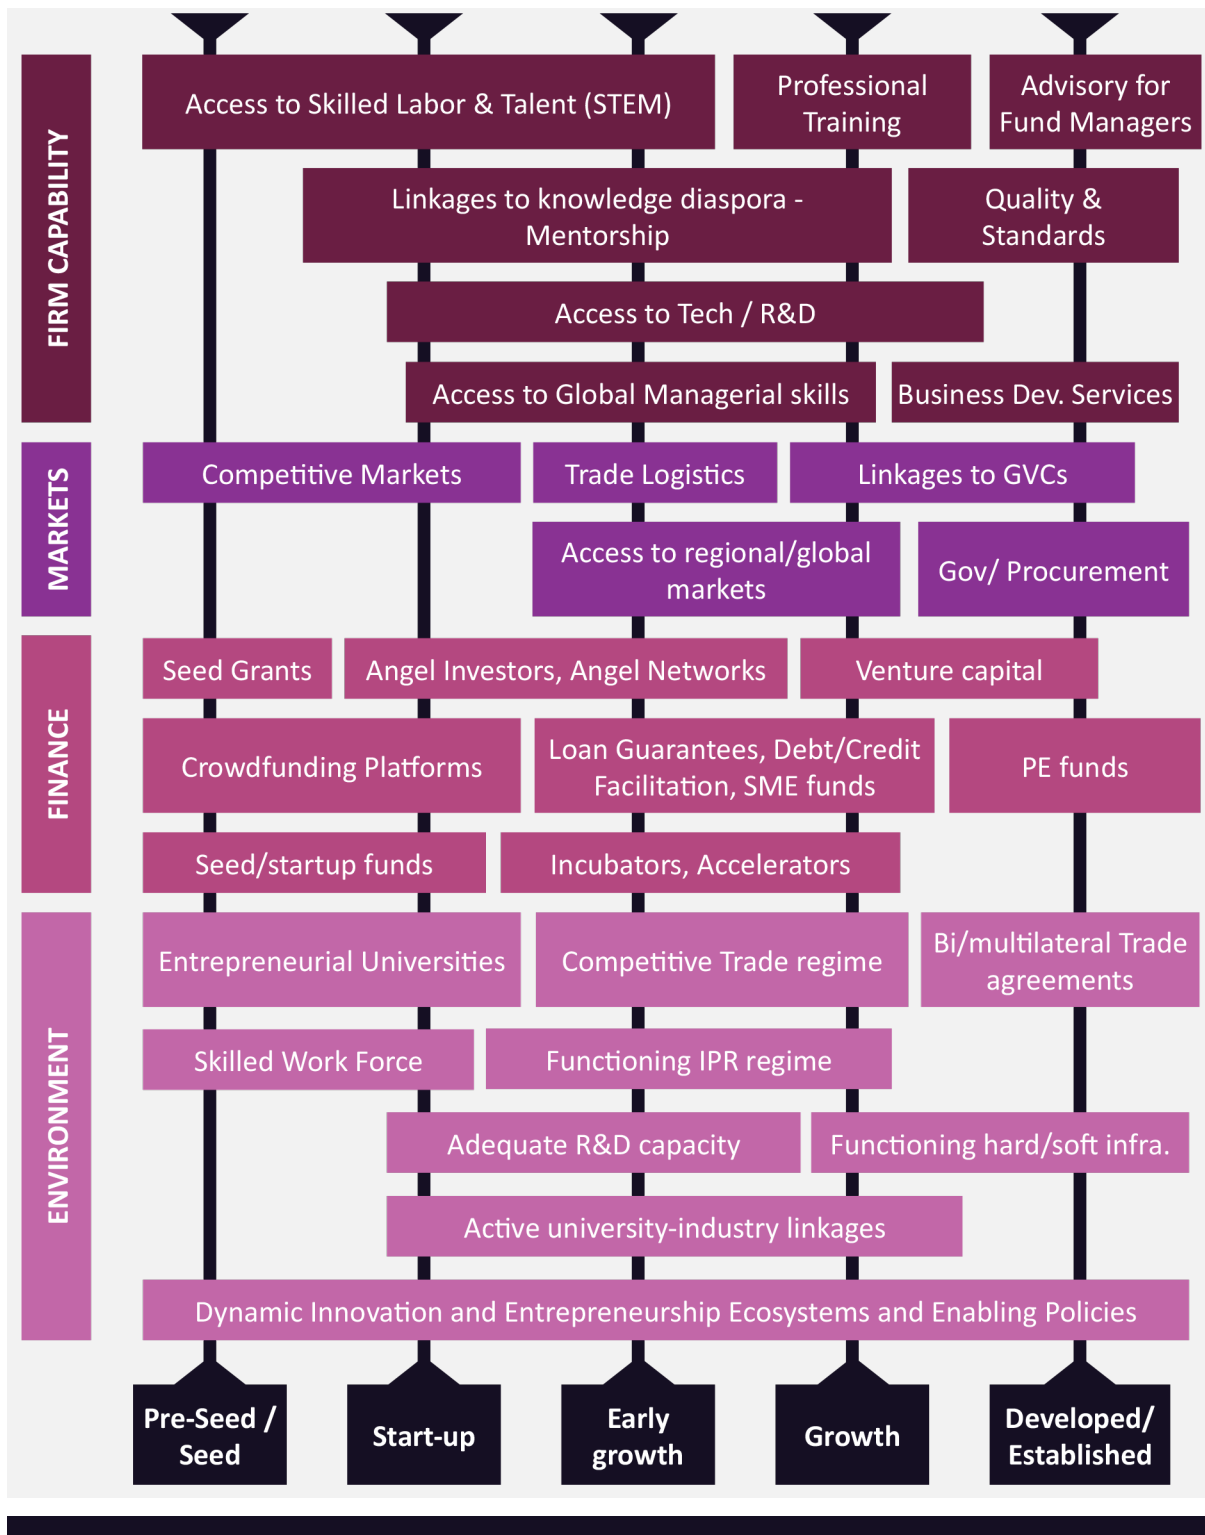 FIRM CAPABILITY
Access to Skilled Labor & Talent (STEM)
Professional
Training
Advisory for
Fund Managers
Linkages to knowledge diaspora -
Mentorship
Quality &
Standards
Access to Tech / R&D
Access to Global Managerial skills
Business Dev. Services
MARKETS
Competitive Markets
Trade Logistics
Linkages to GVCs
Access to regional/global
markets
Gov/ Procurement
FINANCE
Seed Grants
Angel Investors, Angel Networks
Venture capital
Crowdfunding Platforms
Loan Guarantees, Debt/Credit
Facilitation, SME funds
PE funds
Seed/startup funds
Incubators, Accelerators
ENVIRONMENT
Entrepreneurial Universities
Competitive Trade regime
Bi/multilateral Trade
agreements
Skilled Work Force
Functioning IPR regime
Adequate R&D capacity
Functioning hard/soft infra.
Active university-industry linkages
Dynamic Innovation and Entrepreneurship Ecosystems and Enabling Policies
Pre-Seed /
Seed
Start-up
Early
growth
Growth
Developed/
Established